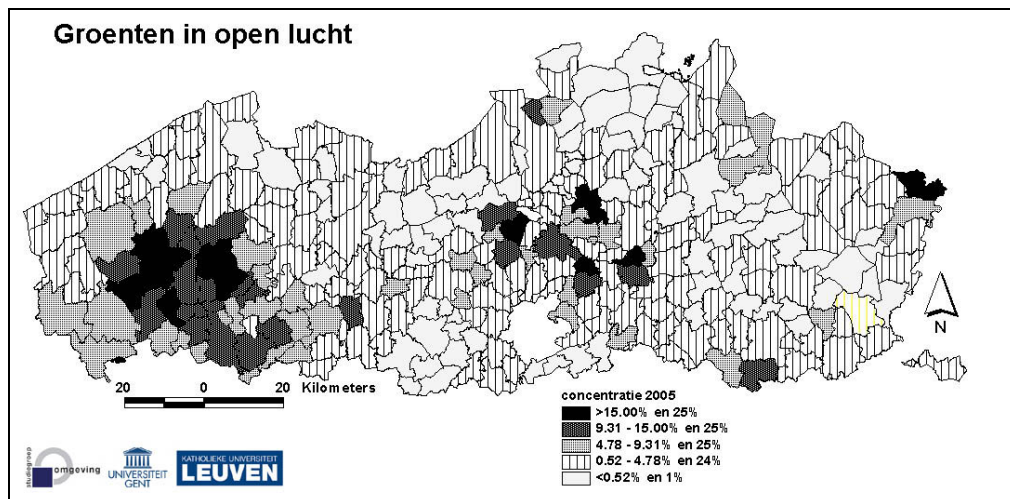 Groenten in open lucht
N
20 0 20 Kilometers
concentratie 2005
>15.00% en 25%
9.31 - 15.00% en 25%
4.78 - 9.31% en 25%
0.52 - 4.78% en 24%
<0.52% en 1%
studiegroep
omgeving
UNIVERSITEIT
GENT
KATHOLIEKE UNIVERSITEIT
LEUVEN